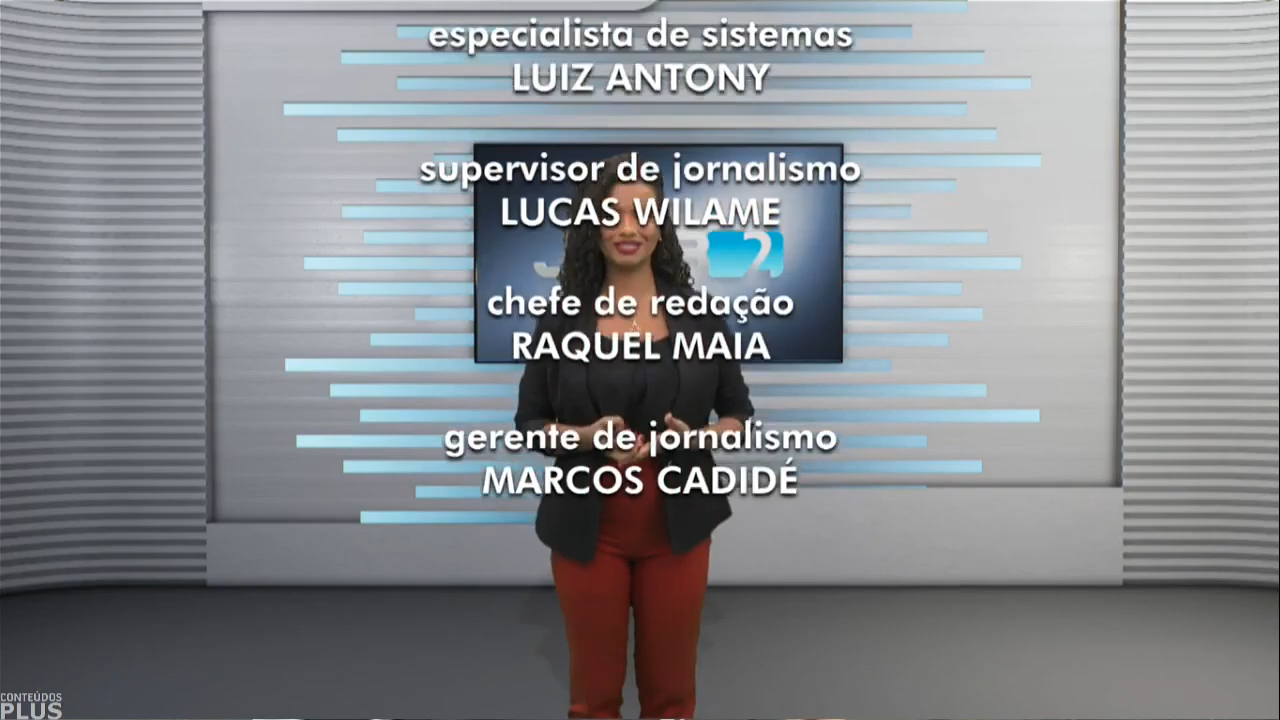 especialista de sistemas
LUIZ ANTONY
supervisor de jornalismo
LUCAS WILAME
J
2
chefe de redação
RAQUEL MAIA
gerente de jornalismo
MARCOS CADIDÉ
CONTEÚDOS
PLUS